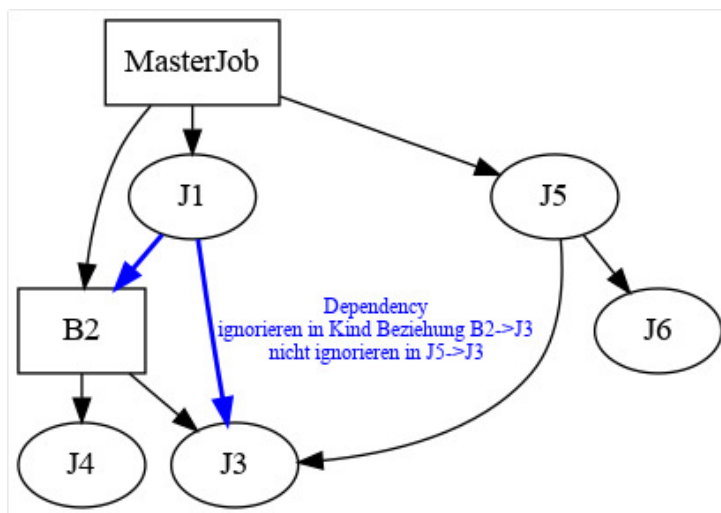 MasterJob
J1
J5
Dependency
ignorieren in Kind Beziehung B2->J3
nicht ignorieren in J5->J3
B2
J6
J4
J3